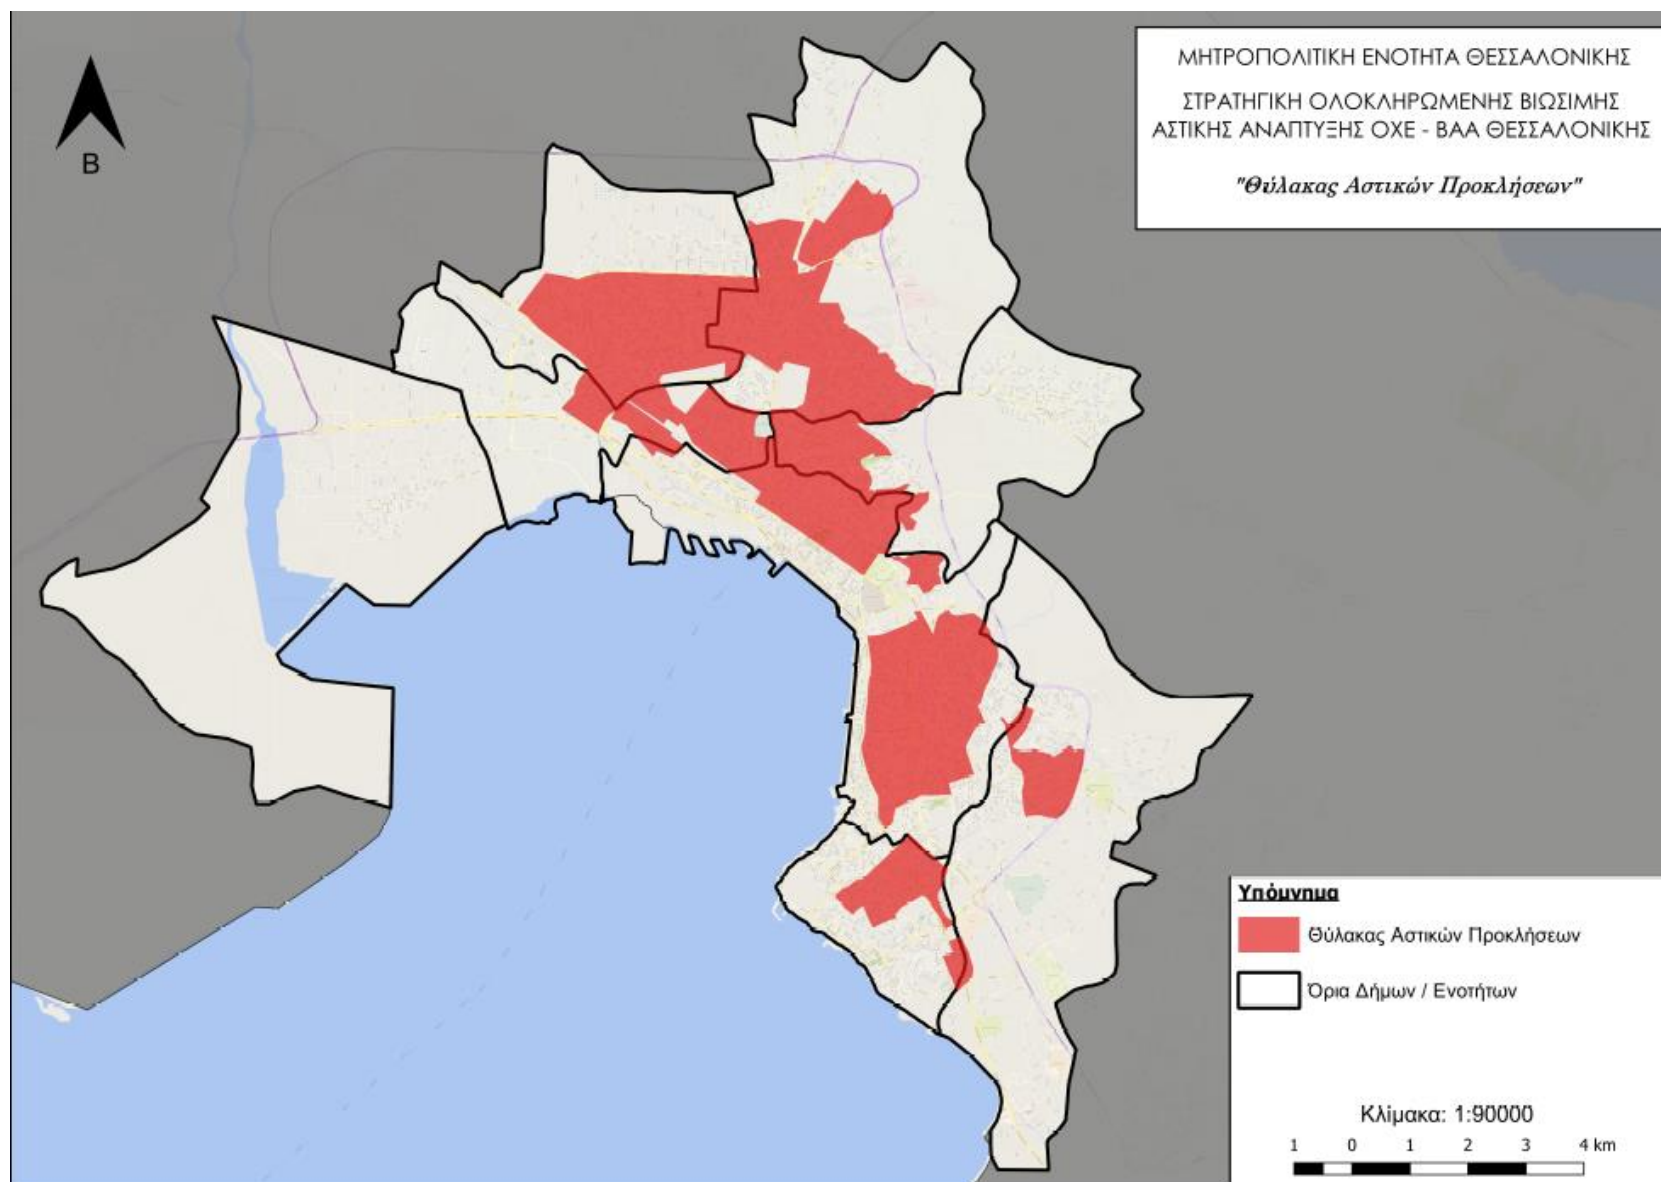 ΜΗΤΡΟΠΟΛΙΤΙΚΗ ΕΝΟΤΗΤΑ ΘΕΣΣΑΛΟΝΙΚΗΣ
ΣΤΡΑΤΗΓΙΚΗ ΟΛΟΚΛΗΡΩΜΕΝΗΣ ΒΙΩΣΙΜΗΣ
ΑΣΤΙΚΗΣ ΑΝΑΠΤΥΞΗΣ ΟΧΕ - ΒΑΑ ΘΕΣΣΑΛΟΝΙΚΗΣ
"Θύλακας Αστικών Προκλήσεων"
Β
Υπόμνημα
Θύλακας Αστικών Προκλήσεων
Όρια Δήμων / Ενοτήτων
Κλίμακα: 1:90000
1 0 1 2 3 4 km